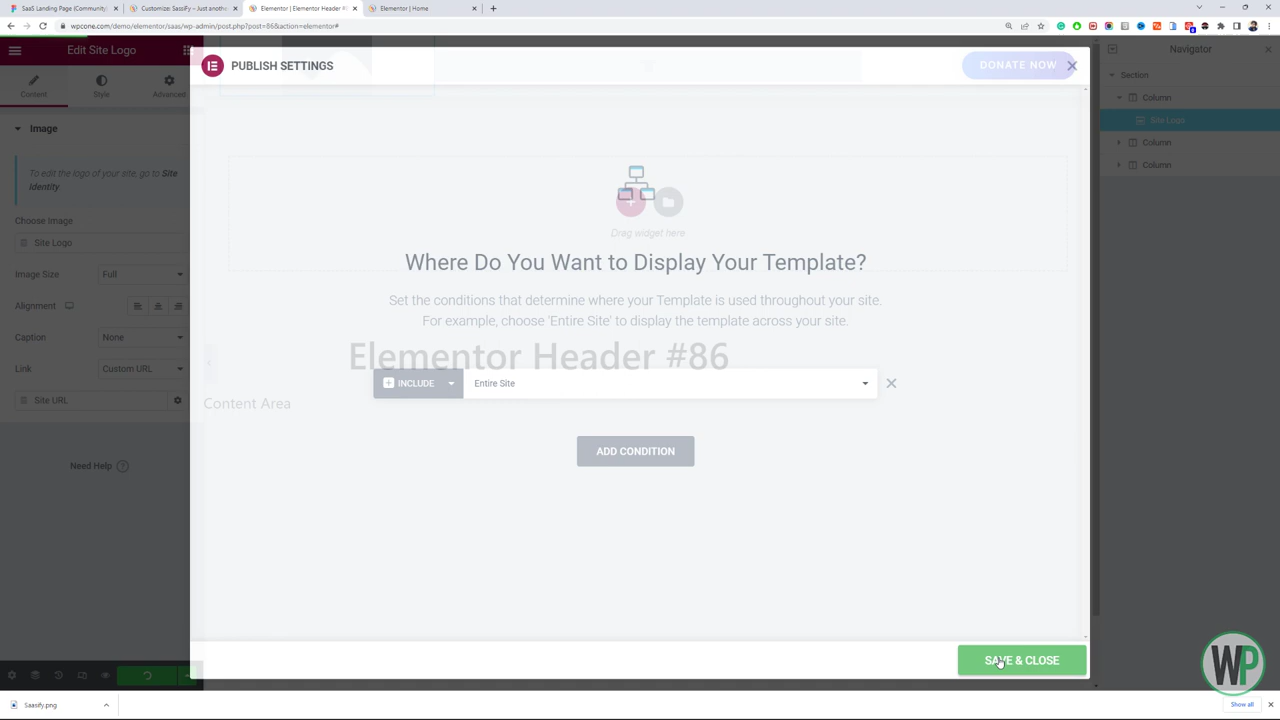 SaaS Landing Page (Community)
Customize: Saasify – Just anothe
Elementor | Elementor Header #8
Elementor | Home
wpcone.com/demo/elementor/saas/wp-admin/post.php?post=86&action=elementor#
Edit Site Logo
PUBLISH SETTINGS
DONATE NOW
Navigator
Section
Content
Style
Advanced
Column
Site Logo
Column
Column
Image
To edit the logo of your site, go to Site
Identity.
Choose Image
Site Logo
Drag widget here
Where Do You Want to Display Your Template?
Image Size
Full
Set the conditions that determine where your Template is used throughout your site.
For example, choose 'Entire Site' to display the template across your site.
Alignment
Caption
None
Elementor Header #86
Link
Custom URL
INCLUDE
Entire Site
Site URL
Content Area
ADD CONDITION
Need Help
SAVE & CLOSE
WP
Saasify.png
Show all